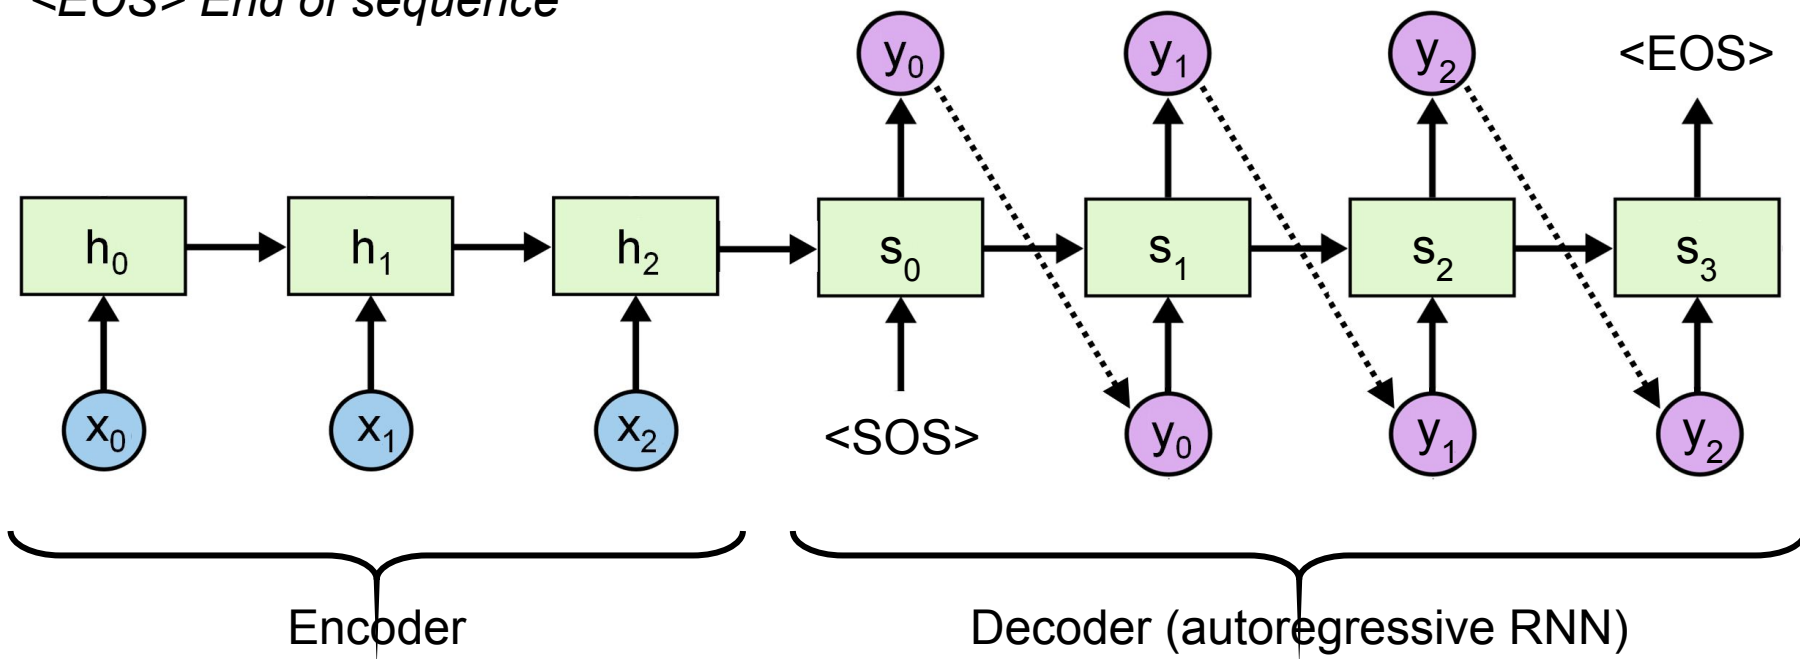 <EOS> End of sequence
y0 y1 y2 <EOS>
h0 h1 h2 s0 s1 s2 s3
x0 x1 x2 <SOS> y0 y1 y2
Encoder Decoder (autoregressive RNN)